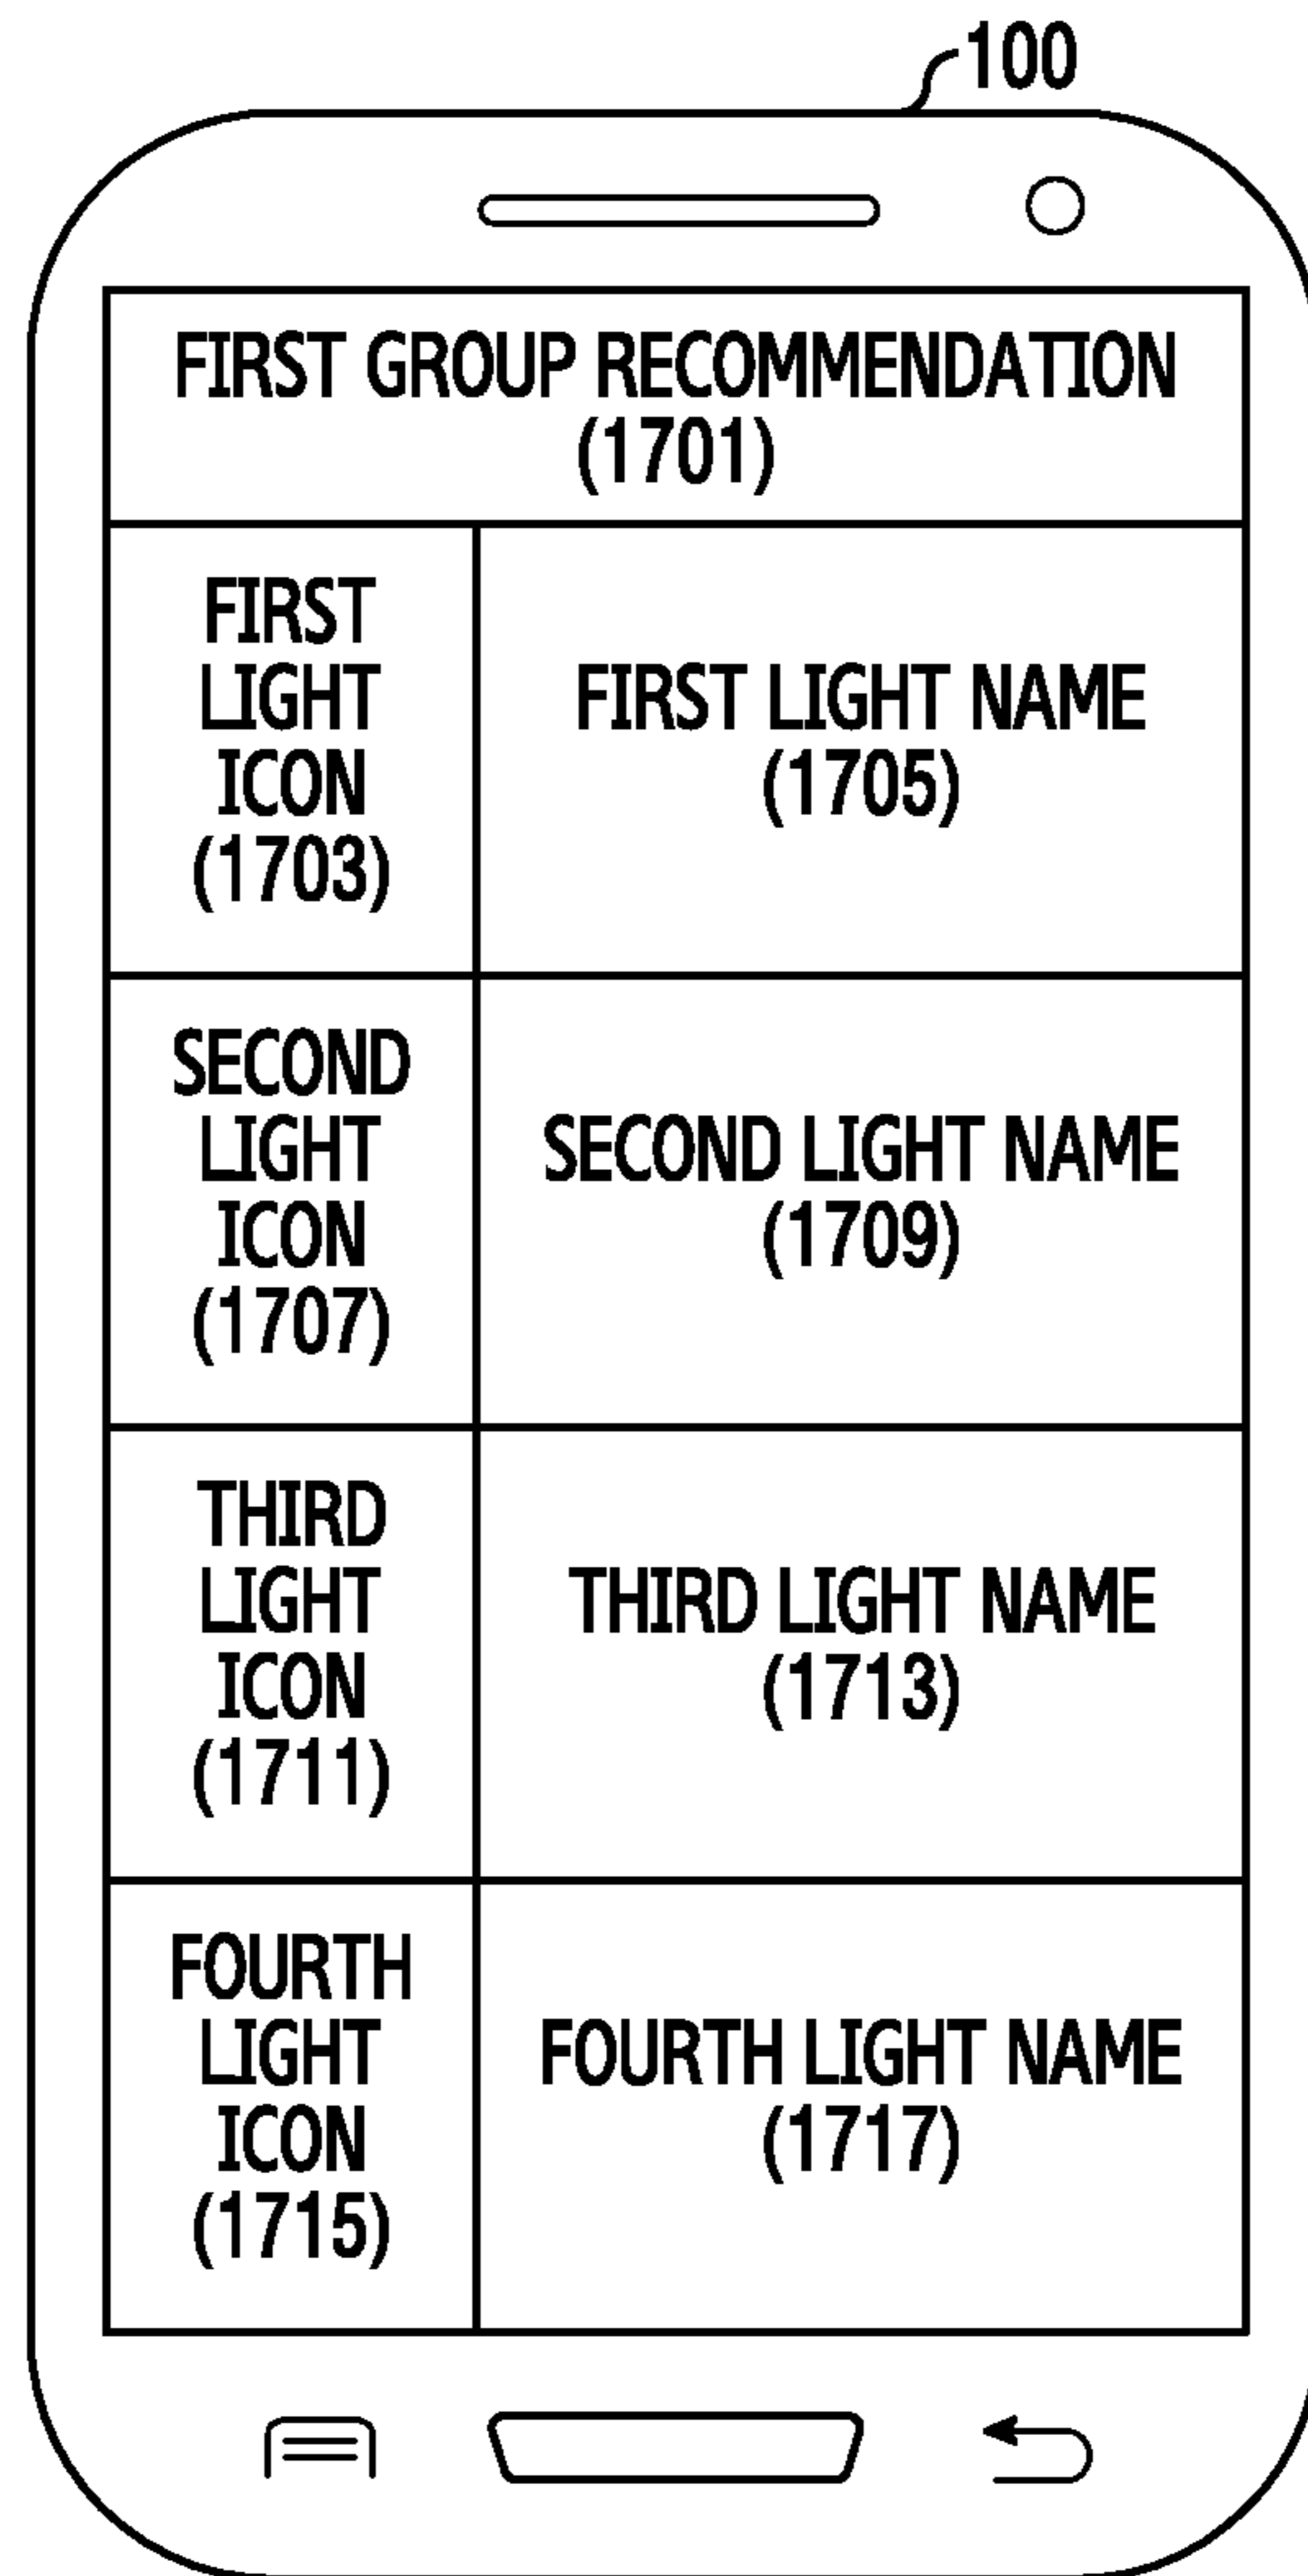 100
FIRST GROUP RECOMMENDATION
(1701)
FIRST
LIGHT
ICON
(1703)
FIRST LIGHT NAME
(1705)
SECOND
LIGHT
ICON
(1707)
SECOND LIGHT NAME
(1709)
THIRD
LIGHT
ICON
(1711)
THIRD LIGHT NAME
(1713)
FOURTH
LIGHT
ICON
(1715)
FOURTH LIGHT NAME
(1717)